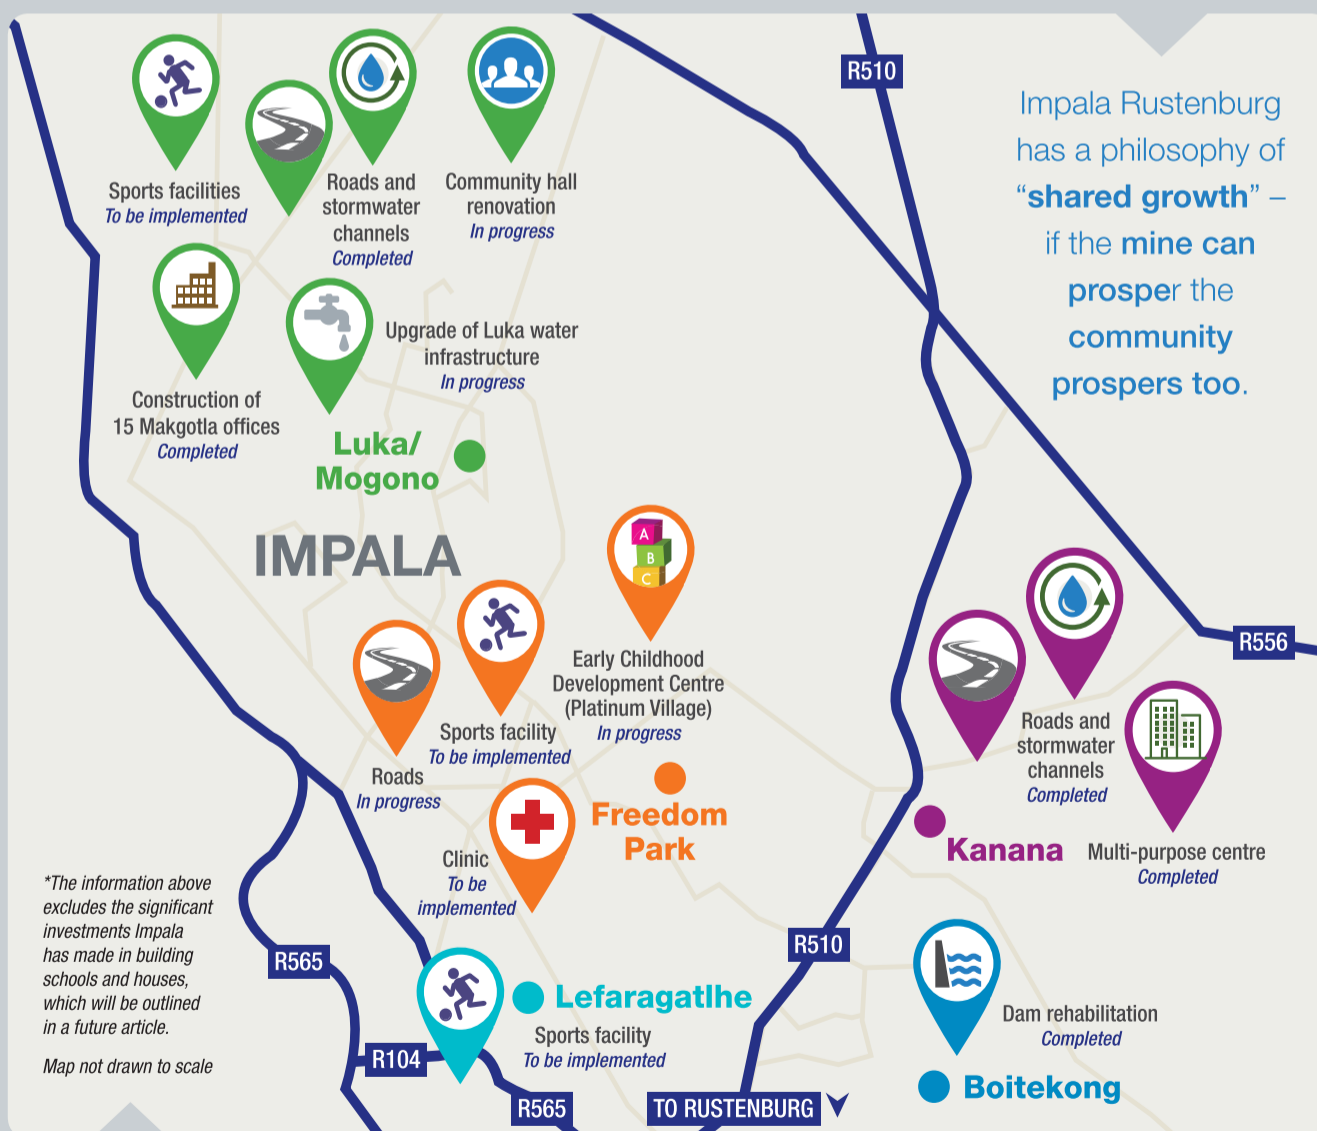 R510
Impala Rustenburg
has a philosophy of
“shared growth” –
if the mine can
prosper the
community
prospers too.
Sports facilities
To be implemented
Roads and
stormwater
channels
Completed
Community hall
renovation
In progress
Construction of
15 Makgotla offices
Completed
Upgrade of Luka water
infrastructure
In progress
Luka/
Mogono
IMPALA
A
B
C
Early Childhood
Development Centre
(Platinum Village)
In progress
Sports facility
To be implemented
Roads
In progress
Freedom
Park
Clinic
To be
implemented
R556
Roads and
stormwater
channels
Completed
Kanana
Multi-purpose centre
Completed
*The information above
excludes the significant
investments Impala
has made in building
schools and houses,
which will be outlined
in a future article.
Map not drawn to scale
R565
R510
Lefaragatlhe
Sports facility
To be implemented
R104
R565
TO RUSTENBURG
Dam rehabilitation
Completed
Boitekong